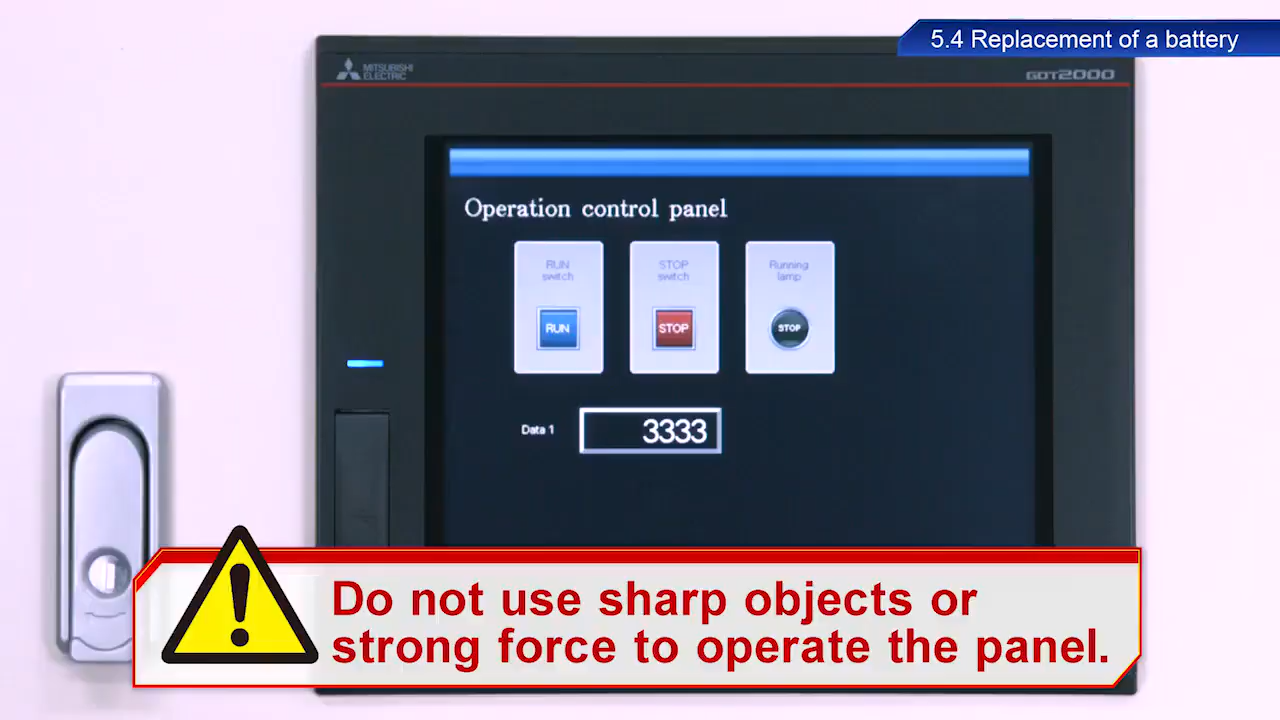 5.4 Replacement of a battery
MITSUBISHI
ELECTRIC
GOT2000
Operation control panel
RUN
switch
STOP
switch
Running
lamp
RUN
STOP
STOP
Data 1
3333
Do not use sharp objects or
strong force to operate the panel.